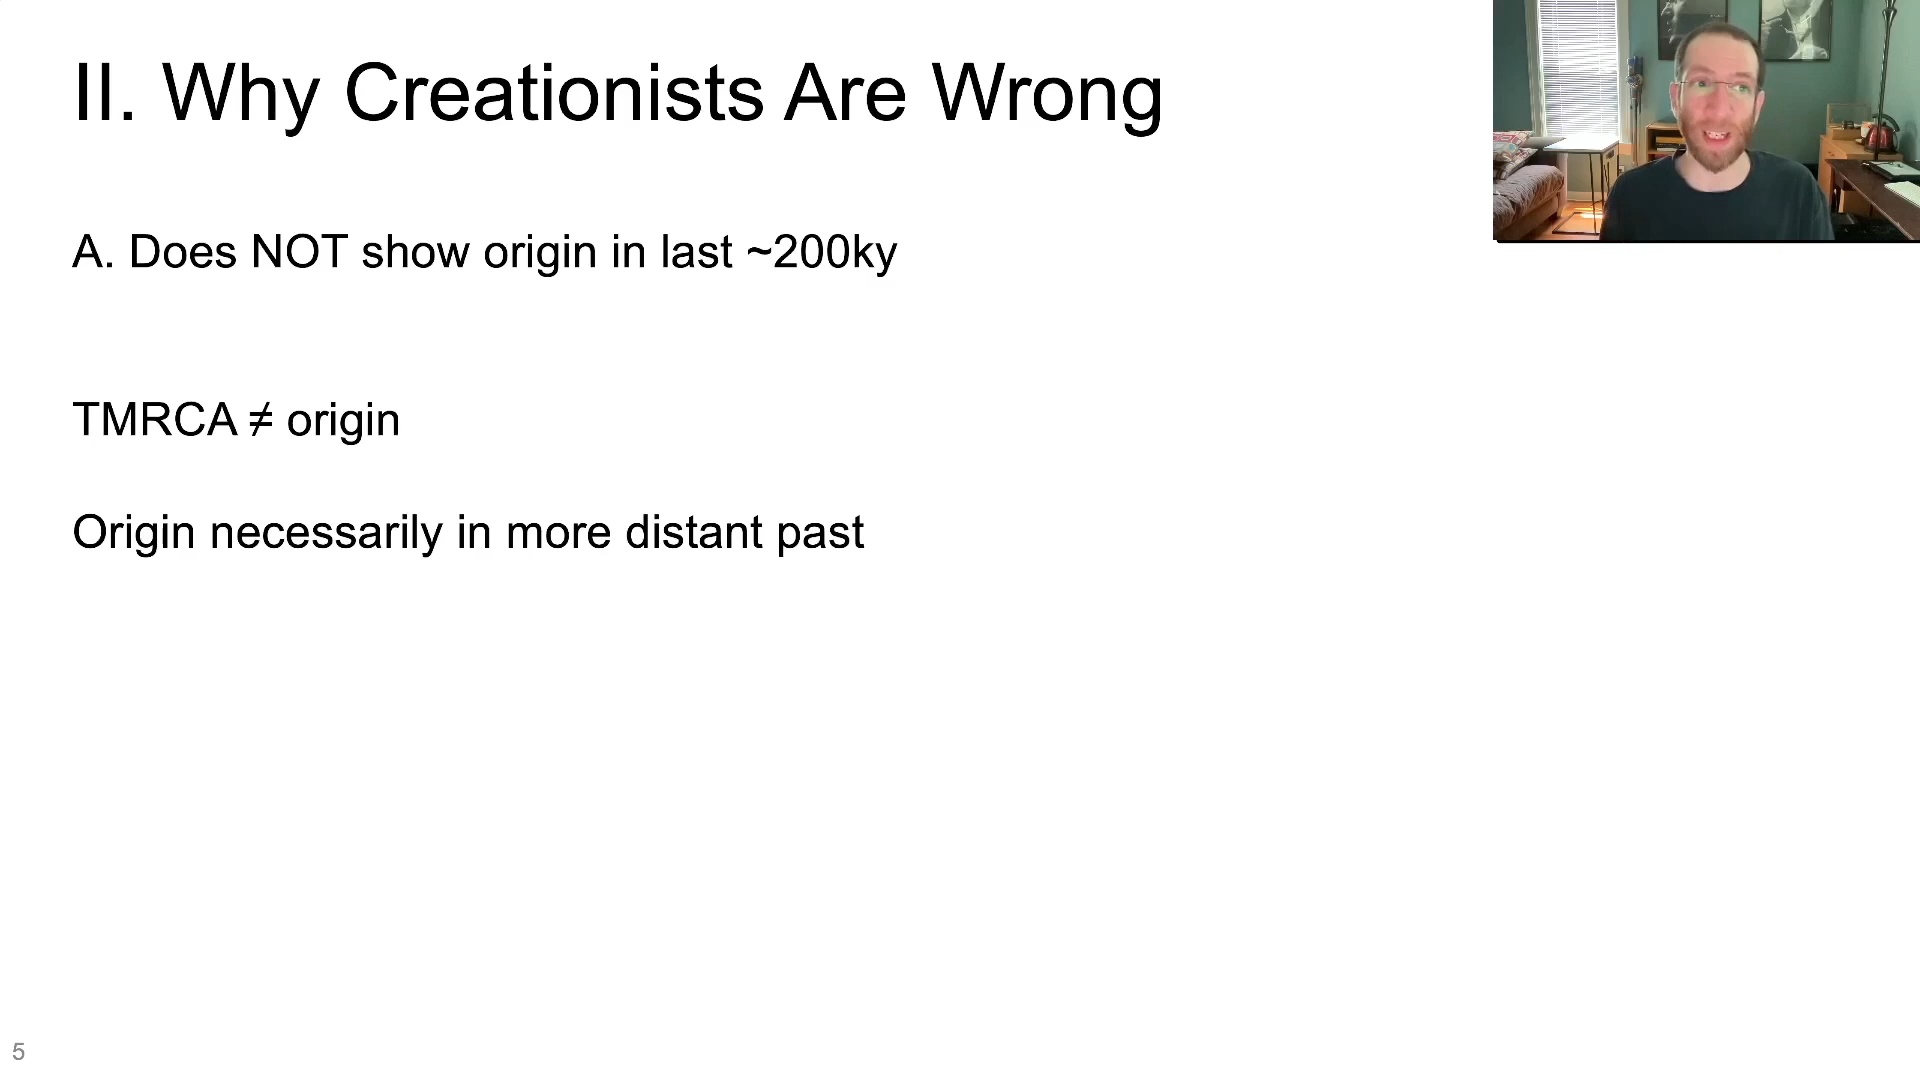 II. Why Creationists Are Wrong
A. Does NOT show origin in last ~200ky
TMRCA ≠ origin
Origin necessarily in more distant past
5